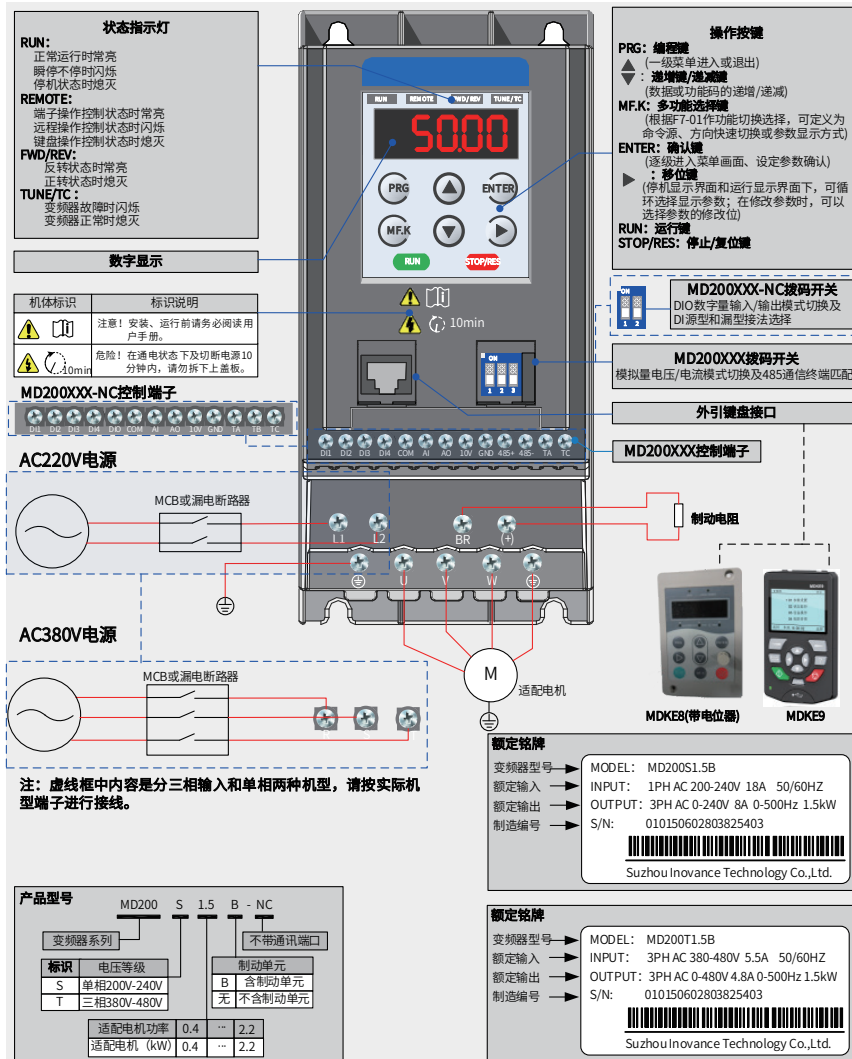 状态指示灯
RUN：
正常运行时常亮
瞬停不停时闪烁
停机状态时熄灭
REMOTE：
端子操作控制状态时常亮
远程操作控制状态时闪烁
键盘操作控制状态时熄灭
FWD/REV：
反转状态时常亮
正转状态时熄灭
TUNE/TC：
变频器故障时闪烁
变频器正常时熄灭
数字显示
机体标识 标识说明
注意！安装、运行前请务必阅读用
户手册。
10min
危险！在通电状态下及切断电源10
分钟内，请勿拆下上盖板。
MD200XXX-NC控制端子
DI1 DI2 DI3 DI4 DIO COM AI AO 10V GND TA TB TC
AC220V电源
MCB或漏电断路器
AC380V电源
MCB或漏电断路器
注：虚线框中内容是分三相输入和单相两种机型，请按实际机
型端子进行接线。
RUN REMOTE FWD/REV TUNE/TC
50.00
PRG ENTER
MF.K
RUN STOP/RES
10min
ON
1 2 3
DI1 DI2 DI3 DI4 COM AI AO 10V GND 485+ 485- TA TC
L1 L2 BR (+)
U V W
制动电阻
M
适配电机
操作按键
PRG：编程键
(一级菜单进入或退出)
：递增键/递减键
(数据或功能码的递增/递减)
MF.K：多功能选择键
(根据F7-01作功能切换选择，可定义为
命令源、方向快速切换或参数显示方式)
ENTER：确认键
(逐级进入菜单画面、设定参数确认)
：移位键
(停机显示界面和运行显示界面下，可循
环选择显示参数；在修改参数时，可以
选择参数的修改位)
RUN：运行键
STOP/RES：停止/复位键
ON
1 2
MD200XXX-NC拨码开关
DIO数字量输入/输出模式切换及
DI源型和漏型接法选择
MD200XXX拨码开关
模拟量电压/电流模式切换及485通信终端匹配
外引键盘接口
MD200XXX控制端子
MDKE8(带电位器)
MDKE9
额定铭牌
变频器型号 MODEL： MD200S1.5B
额定输入 INPUT： 1PH AC 200-240V 18A 50/60HZ
额定输出 OUTPUT：3PH AC 0-240V 8A 0-500Hz 1.5kW
制造编号 S/N： 010150602803825403
Suzhou Inovance Technology Co.,Ltd.
额定铭牌
变频器型号 MODEL： MD200T1.5B
额定输入 INPUT： 3PH AC 380-480V 5.5A 50/60HZ
额定输出 OUTPUT：3PH AC 0-480V 4.8A 0-500Hz 1.5kW
制造编号 S/N： 010150602803825403
Suzhou Inovance Technology Co.,Ltd.
产品型号
MD200 S 1.5 B - NC
变频器系列 不带通讯端口
标识 电压等级
S 单相200V-240V
T 三相380V-480V
制动单元
B 含制动单元
无 不含制动单元
适配电机功率 0.4 ... 2.2
适配电机（kW） 0.4 ... 2.2